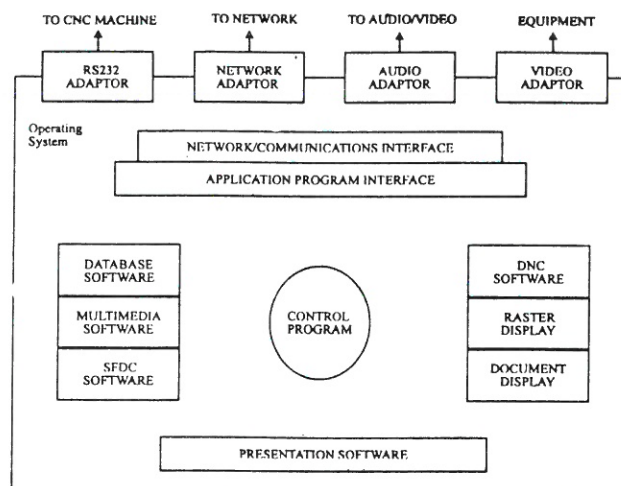 TO CNC MACHINE
TO NETWORK
TO AUDIO/VIDEO
EQUIPMENT
RS232
ADAPTOR
NETWORK
ADAPTOR
AUDIO
ADAPTOR
VIDEO
ADAPTOR
Operating
System
NETWORK/COMMUNICATIONS INTERFACE
APPLICATION PROGRAM INTERFACE
DATABASE
SOFTWARE
MULTIMEDIA
SOFTWARE
SFDC
SOFTWARE
CONTROL
PROGRAM
DNC
SOFTWARE
RASTER
DISPLAY
DOCUMENT
DISPLAY
PRESENTATION SOFTWARE